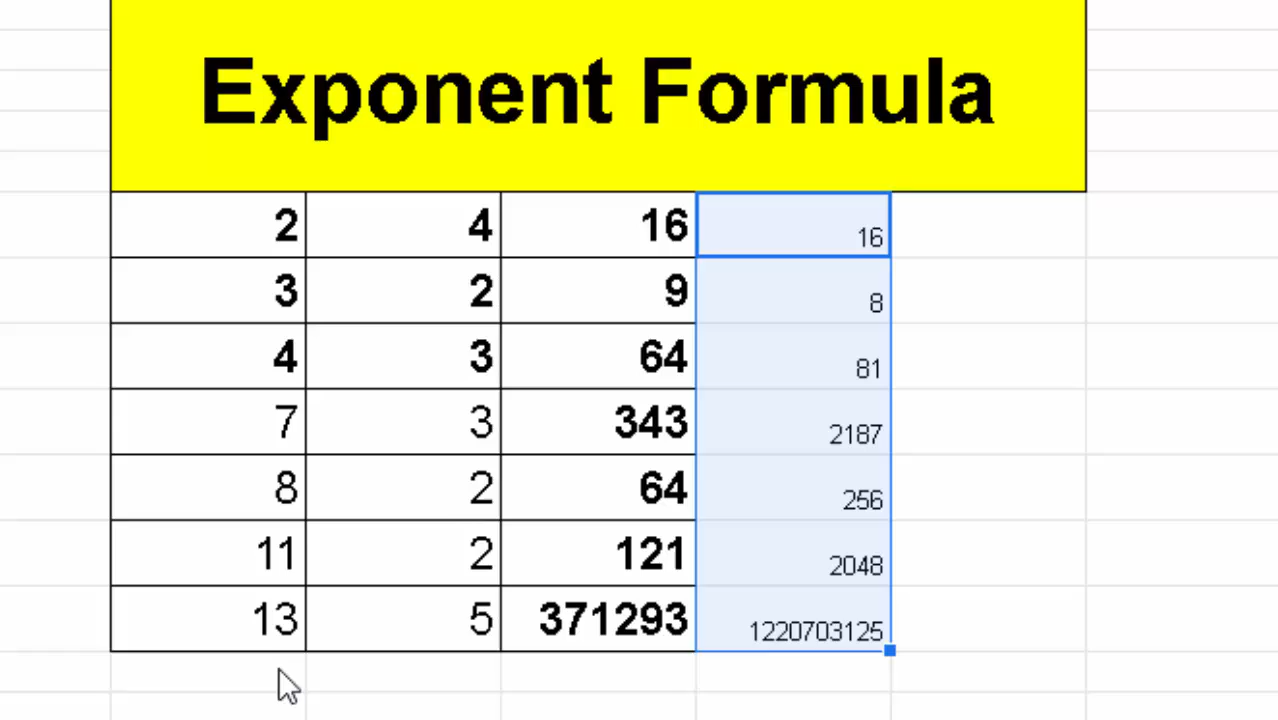 Exponent Formula
2 4 16 16
3 2 9 8
4 3 64 81
7 3 343 2187
8 2 64 256
11 2 121 2048
13 5 371293 1220703125